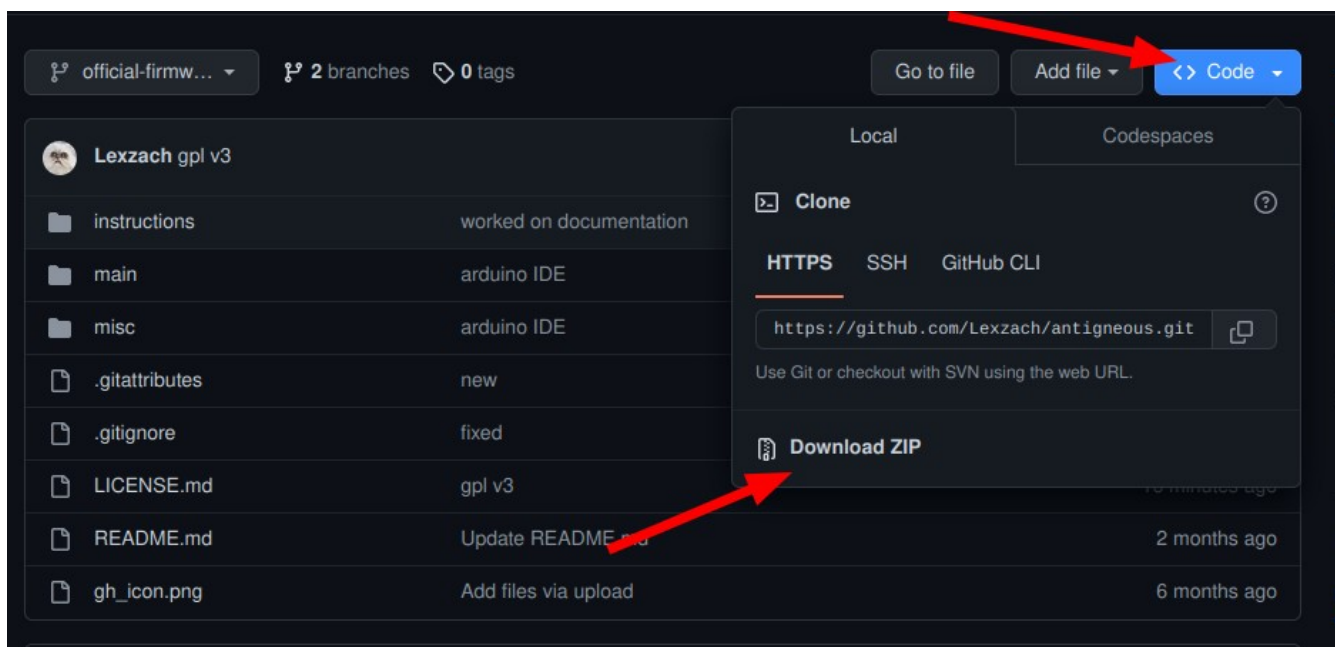 official-firmw... 2 branches 0 tags Go to file Add file <> Code
Local Codespaces
Lexzach gpl v3
Clone
instructions worked on documentation
HTTPS SSH GitHub CLI
main arduino IDE
https://github.com/Lexzach/antigneous.git
misc arduino IDE
Use Git or checkout with SVN using the web URL.
.gitattributes new
.gitignore fixed
Download ZIP
LICENSE.md gpl v3 minutes ago
README.md Update README.md 2 months ago
gh_icon.png Add files via upload 6 months ago